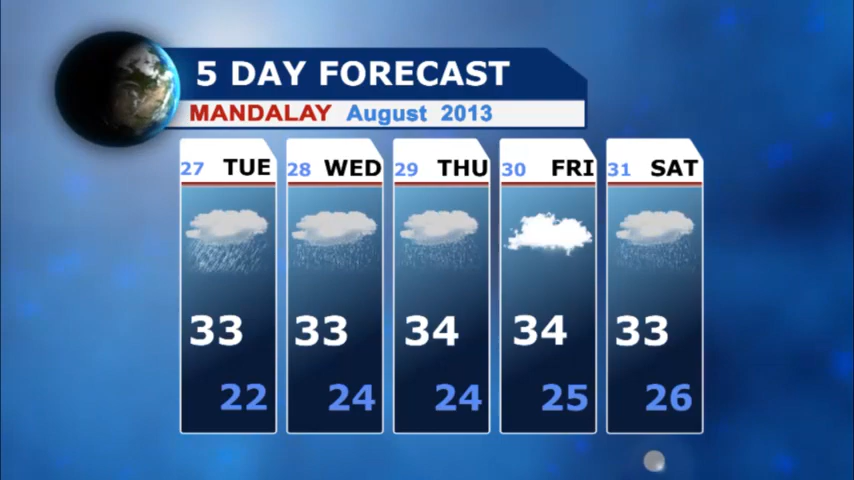 5 DAY FORECAST
MANDALAY August 2013
27 TUE 28 WED 29 THU 30 FRI 31 SAT
33 33 34 34 33
22 24 24 25 26